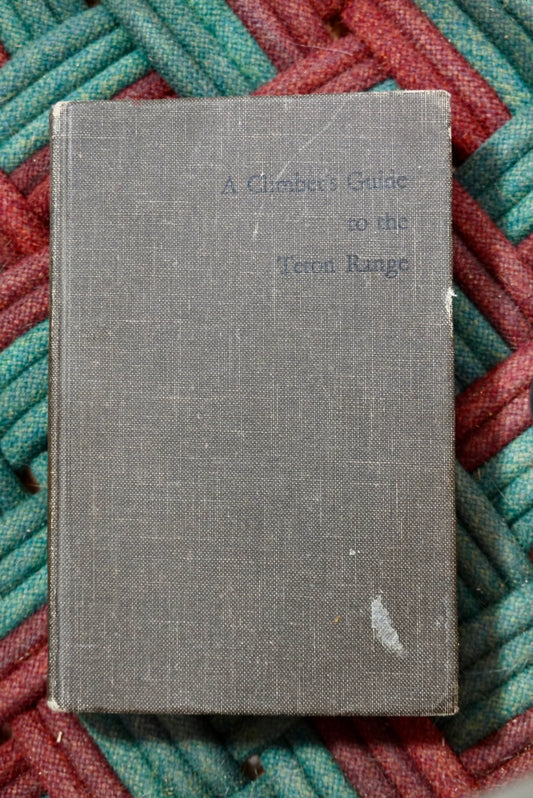 A Climber's Guide
to the
Teton Range